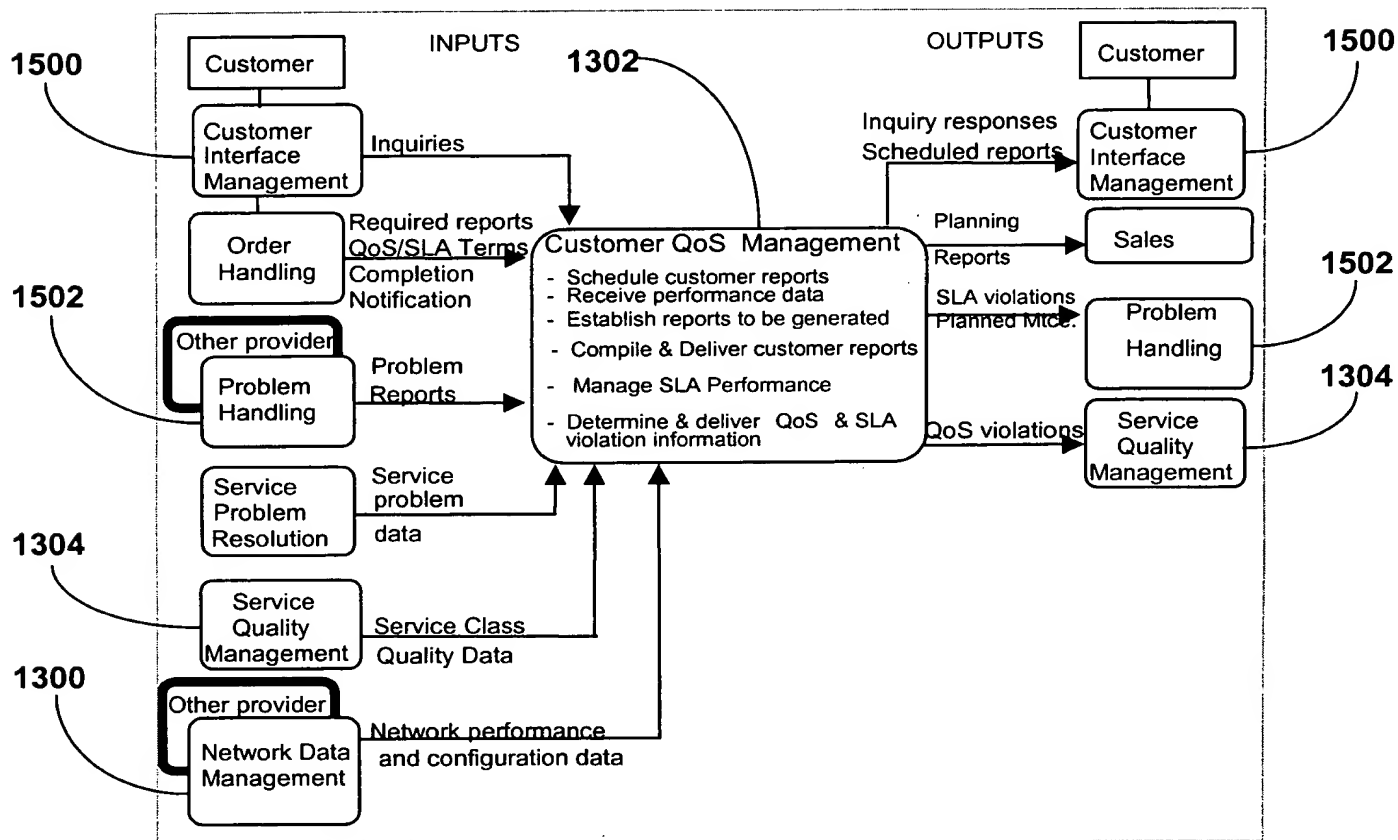 INPUTS
OUTPUTS
1500
Customer
1302
Customer
1500
Customer
Interface
Management
Inquiries
Inquiry responses
Scheduled reports
Customer
Interface
Management
Order
Handling
Required reports
QoS/SLA Terms
Completion
Notification
Planning
Reports
Sales
1502
Other provider
Problem
Handling
Problem
Reports
Customer QoS Management
- Schedule customer reports
- Receive performance data
- Establish reports to be generated
- Compile & Deliver customer reports
- Manage SLA Performance
- Determine & deliver QoS & SLA
violation information
SLA violations
Planned Mtce.
Problem
Handling
1502
QoS violations
Service
Quality
Management
1304
Service
Problem
Resolution
Service
problem
data
1304
Service
Quality
Management
Service Class
Quality Data
1300
Other provider
Network Data
Management
Network performance
and configuration data